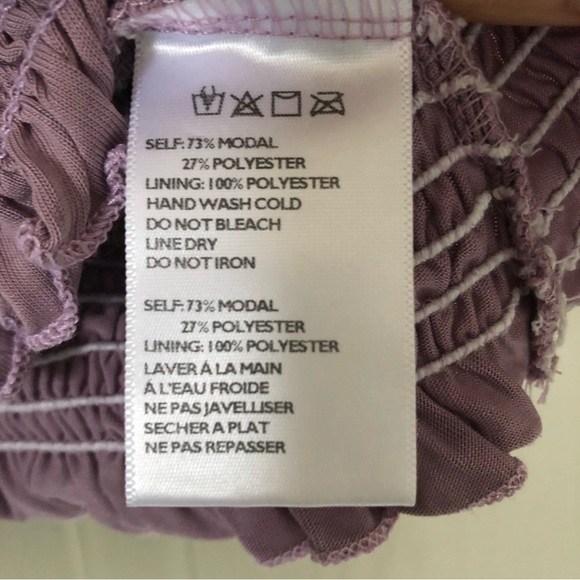 SELF: 73% MODAL
27% POLYESTER
LINING: 100% POLYESTER
HAND WASH COLD
DO NOT BLEACH
LINE DRY
DO NOT IRON
SELF: 73% MODAL
27% POLYESTER
LINING: 100% POLYESTER
LAVER Á LA MAIN
Á L'EAU FROIDE
NE PAS JAVELLISER
SECHER A PLAT
NE PAS REPASSER